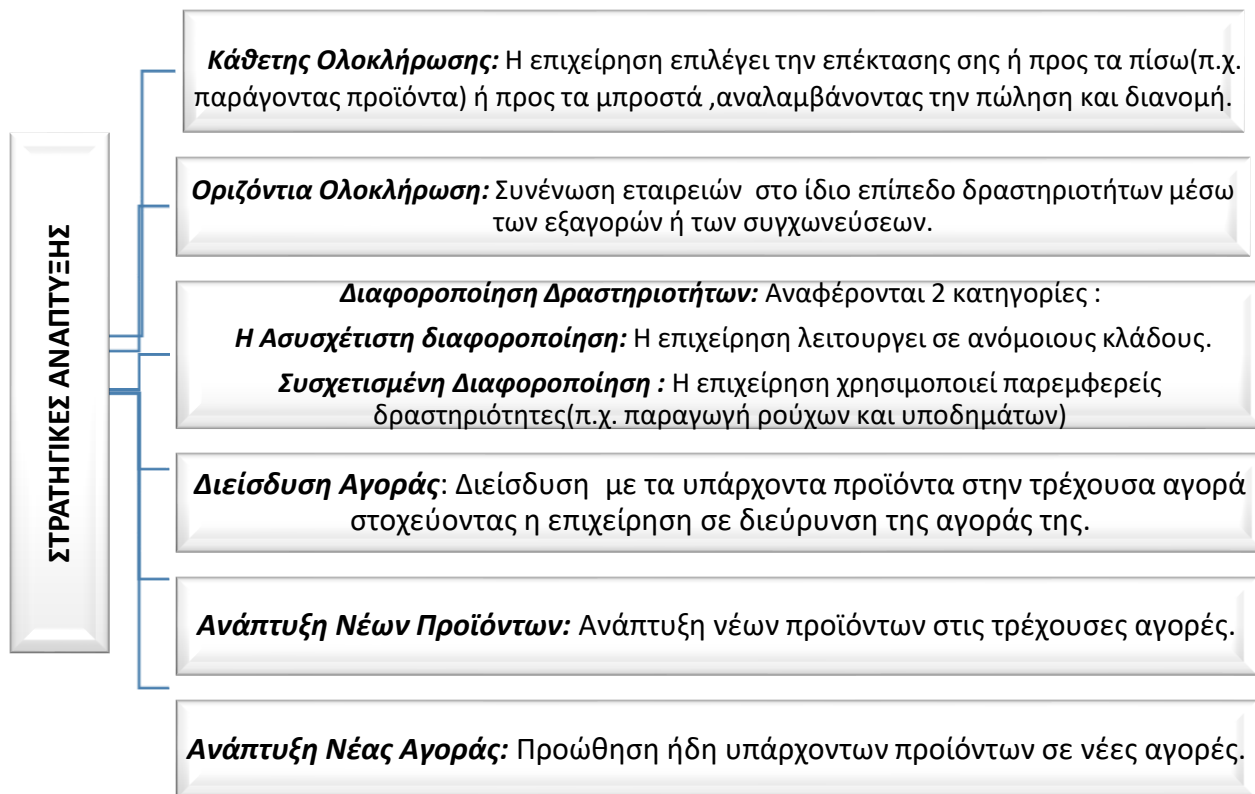 ΣΤΡΑΤΗΓΙΚΕΣ ΑΝΑΠΤΥΞΗΣ
Κάθετης Ολοκλήρωσης: Η επιχείρηση επιλέγει την επέκτασης σης ή προς τα πίσω(π.χ.
παράγοντας προϊόντα) ή προς τα μπροστά ,αναλαμβάνοντας την πώληση και διανομή.
Οριζόντια Ολοκλήρωση: Συνένωση εταιρειών στο ίδιο επίπεδο δραστηριοτήτων μέσω
των εξαγορών ή των συγχωνεύσεων.
Διαφοροποίηση Δραστηριοτήτων: Αναφέρονται 2 κατηγορίες :
Η Ασυσχέτιστη διαφοροποίηση: Η επιχείρηση λειτουργει σε ανόμοιους κλάδους.
Συσχετισμένη Διαφοροποίηση : Η επιχείρηση χρησιμοποιεί παρεμφερείς
δραστηριότητες(π.χ. παραγωγή ρούχων και υποδημάτων)
Διείσδυση Αγοράς: Διείσδυση με τα υπάρχοντα προϊόντα στην τρέχουσα αγορά
στοχεύοντας η επιχείρηση σε διεύρυνση της αγοράς της.
Ανάπτυξη Νέων Προϊόντων: Ανάπτυξη νέων προϊόντων στις τρέχουσες αγορές.
Ανάπτυξη Νέας Αγοράς: Προώθηση ήδη υπάρχοντων προίόντων σε νέες αγορές.